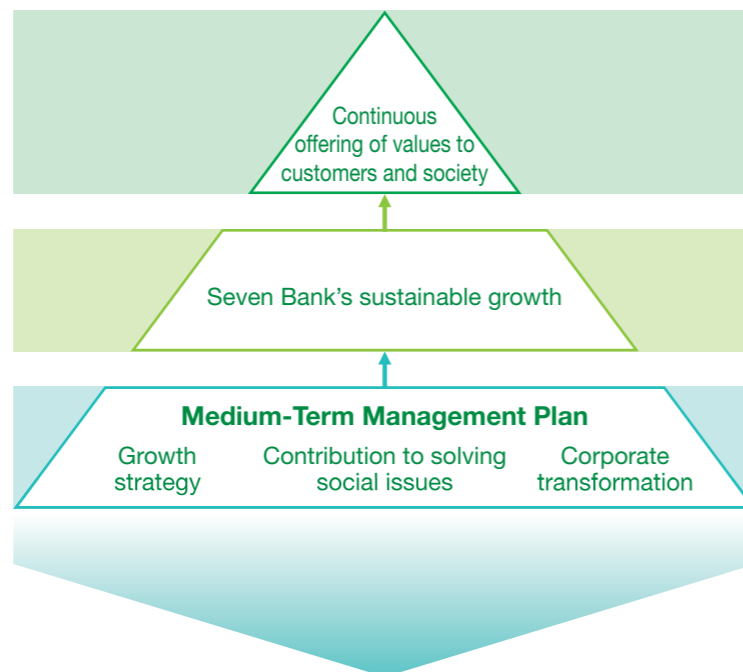 Continuous
offering of values to
customers and society
Seven Bank's sustainable growth
Medium-Term Management Plan
Growth
strategy
Contribution to solving
social issues
Corporate
transformation